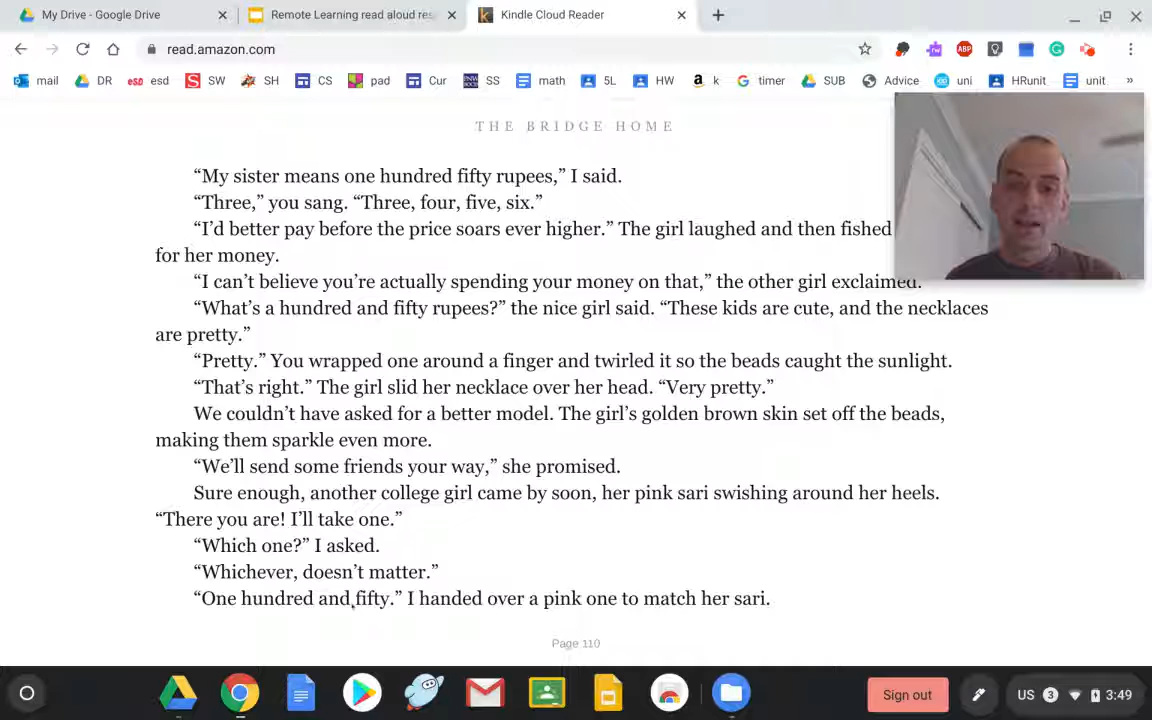 My Drive - Google Drive
Remote Learning read aloud res
Kindle Cloud Reader
read.amazon.com
mail DR esd esd SW SH CS pad Cur SS math 5L HW k timer SUB Advice uni HRunit unit »
THE BRIDGE HOME
“My sister means one hundred fifty rupees,” I said.
“Three,” you sang. “Three, four, five, six.”
“I’d better pay before the price soars ever higher.” The girl laughed and then fished
for her money.
“I can’t believe you’re actually spending your money on that,” the other girl exclaimed.
“What’s a hundred and fifty rupees?” the nice girl said. “These kids are cute, and the necklaces
are pretty.”
“Pretty.” You wrapped one around a finger and twirled it so the beads caught the sunlight.
“That’s right.” The girl slid her necklace over her head. “Very pretty.”
We couldn’t have asked for a better model. The girl’s golden brown skin set off the beads,
making them sparkle even more.
“We’ll send some friends your way,” she promised.
Sure enough, another college girl came by soon, her pink sari swishing around her heels.
“There you are! I’ll take one.”
“Which one?” I asked.
“Whichever, doesn’t matter.”
“One hundred and fifty.” I handed over a pink one to match her sari.
Page 110
Sign out
US 3 3:49